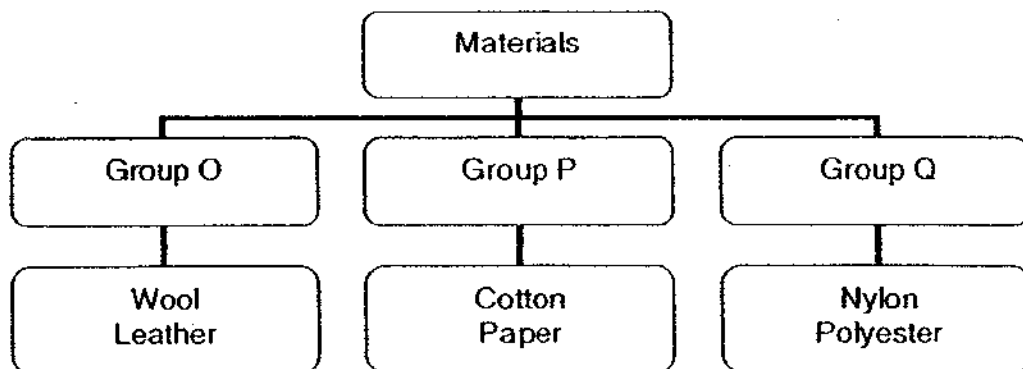 Materials
Group O
Group P
Group Q
Wool
Leather
Cotton
Paper
Nylon
Polyester